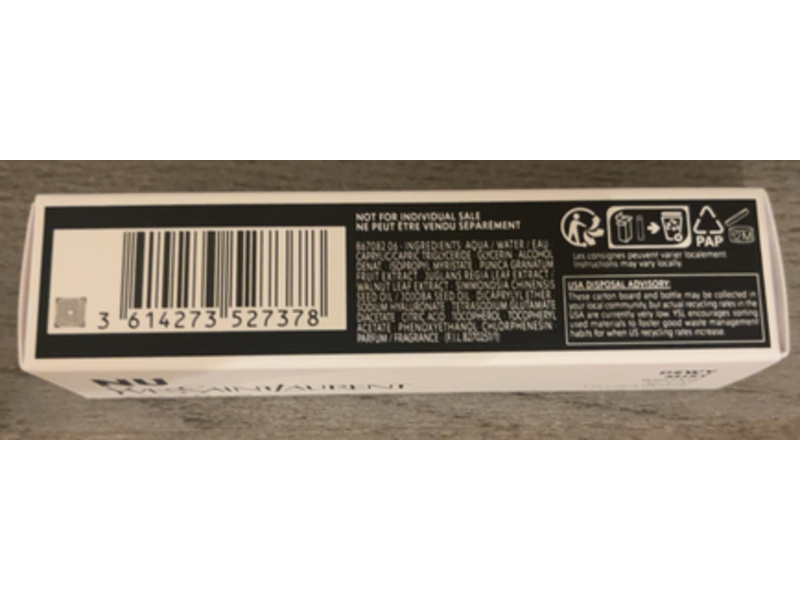 NOT FOR INDIVIDUAL SALE
NE PEUT ÊTRE VENDU SÉPARÉMENT
B67082 06 - INGREDIENTS: AQUA / WATER / EAU
CAPRYLIC/CAPRIC TRIGLYCERIDE GLYCERIN ALCOHOL
DENAT. ISOPROPYL MYRISTATE PUNICA GRANATUM
FRUIT EXTRACT JUGLANS REGIA LEAF EXTRACT /
WALNUT LEAF EXTRACT SIMMONDSIA CHINENSIS
SEED OIL / JOJOBA SEED OIL DICAPRYLYL ETHER
SODIUM HYALURONATE TETRASODIUM GLUTAMATE
DIACETATE CITRIC ACID TOCOPHEROL TOCOPHERYL
ACETATE PHENOXYETHANOL CHLORPHENESIN
PARFUM / FRAGRANCE (F.I.L. B270251/1)
PAP
12M
Les consignes peuvent varier localement
Instructions may vary locally
USA DISPOSAL ADVISORY:
These carton board and bottle may be collected in
your local community but actual recycling rates in the
USA are currently very low. YSL encourages sorting
used materials to foster good waste management
habits for when US recycling rates increase.
3 614273 527378
NU
YVESSAINTLAURENT
DEWY
MIST